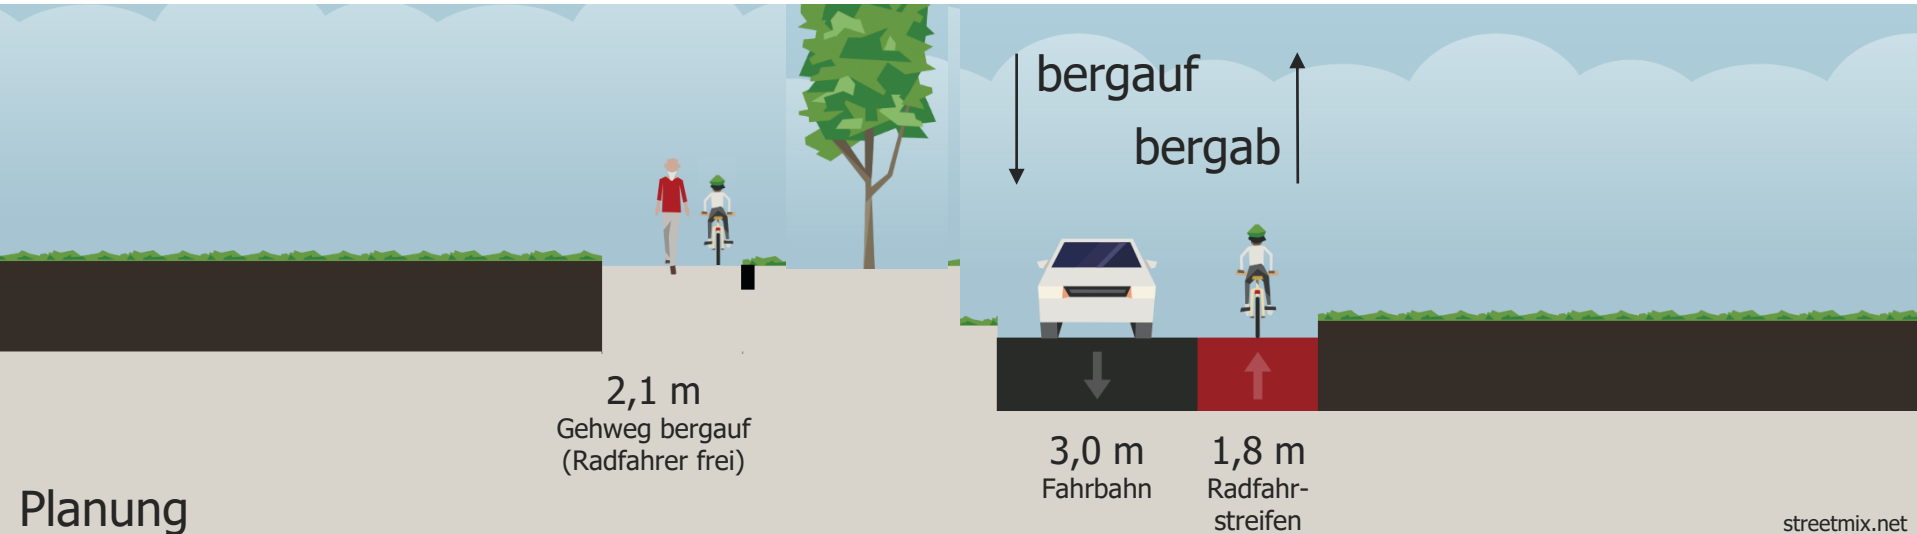 bergauf
bergab
2,1 m
Gehweg bergauf
(Radfahrer frei)
3,0 m
Fahrbahn
1,8 m
Radfahr-
streifen
Planung
streetmix.net